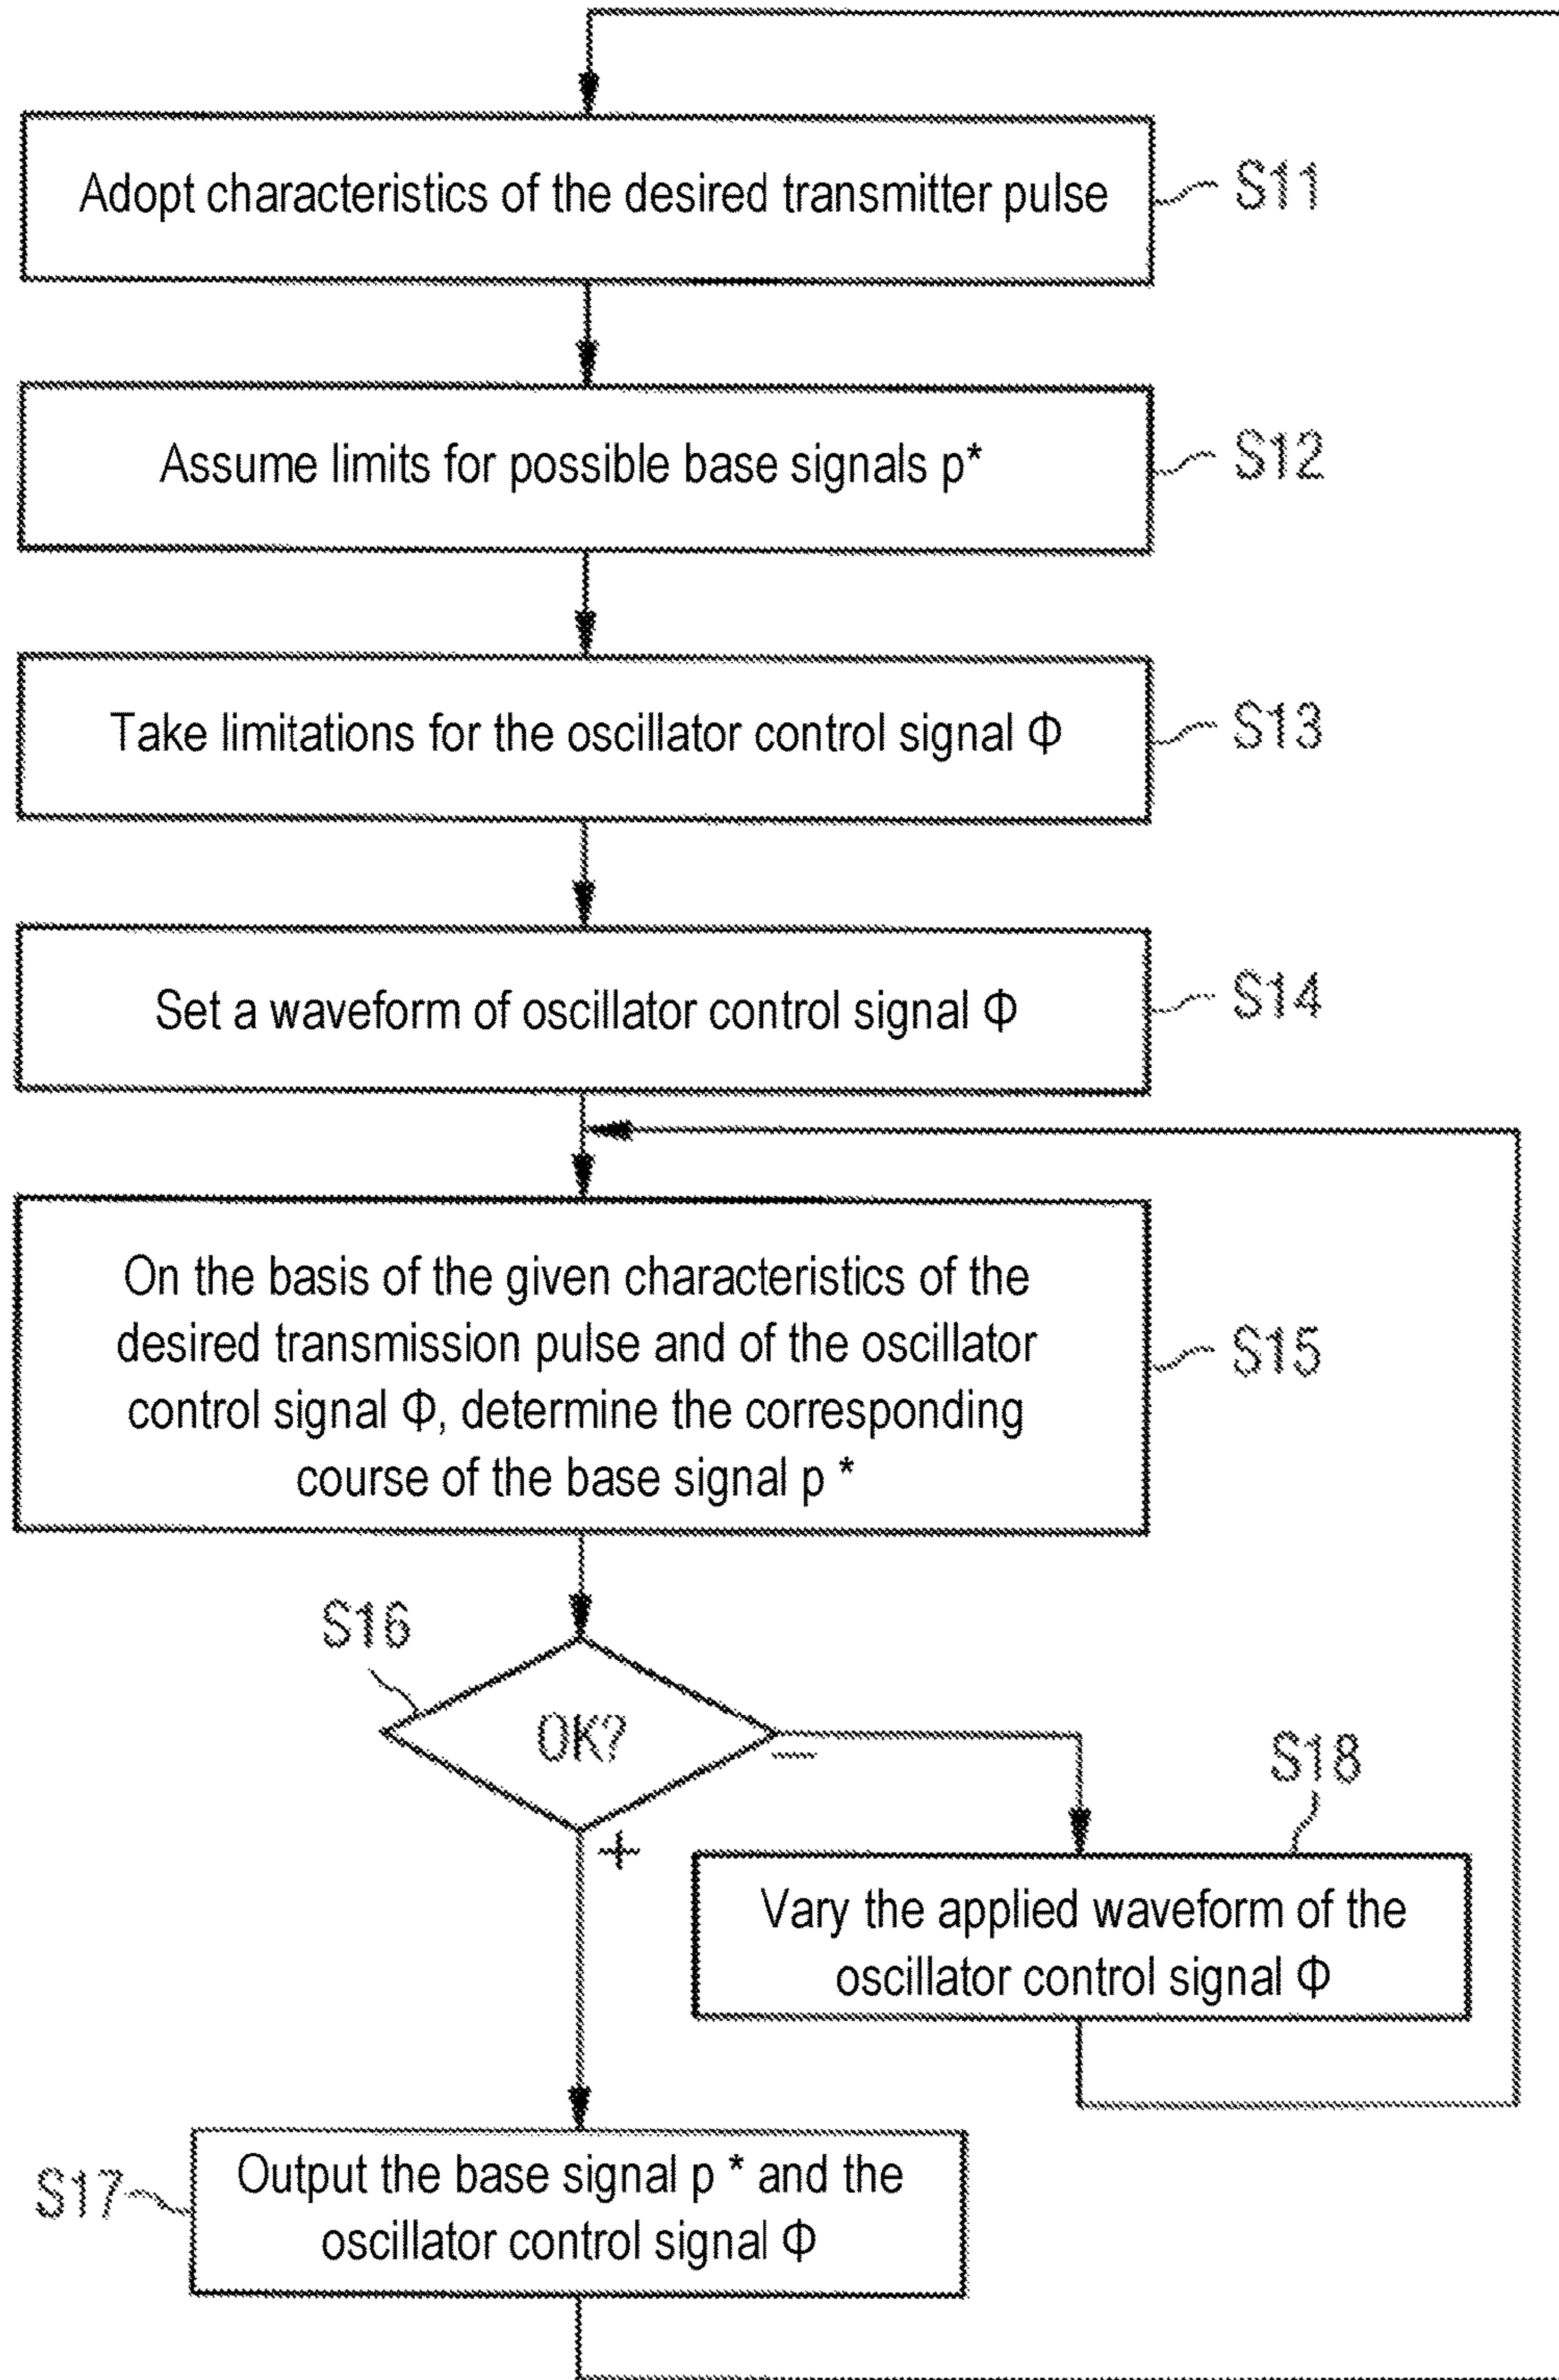 Adopt characteristics of the desired transmitter pulse
S11
Assume limits for possible base signals p*
S12
Take limitations for the oscillator control signal Φ
S13
Set a waveform of oscillator control signal Φ
S14
On the basis of the given characteristics of the
desired transmission pulse and of the oscillator
control signal Φ, determine the corresponding
course of the base signal p *
S15
S16
OK?
—
+
S18
Vary the applied waveform of the
oscillator control signal Φ
S17
Output the base signal p * and the
oscillator control signal Φ